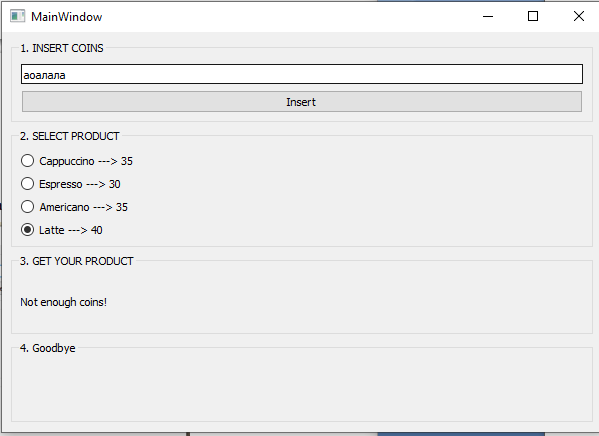 MainWindow
1. INSERT COINS
аоалала
Insert
2. SELECT PRODUCT
Cappuccino ---> 35
Espresso ---> 30
Americano ---> 35
Latte ---> 40
3. GET YOUR PRODUCT
Not enough coins!
4. Goodbye